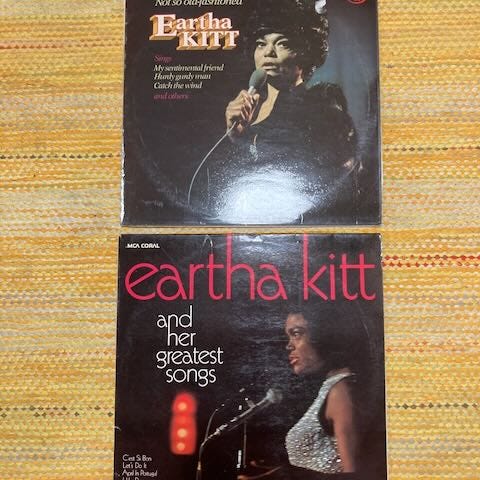 Not so old-fashioned
Eartha
KITT
Sings
My sentimental friend
Hurdy gurdy man
Catch the wind
and others
MCA CORAL
eartha kitt
and
her
greatest
songs
C'est Si Bon
Let's Do It
April In Portugal